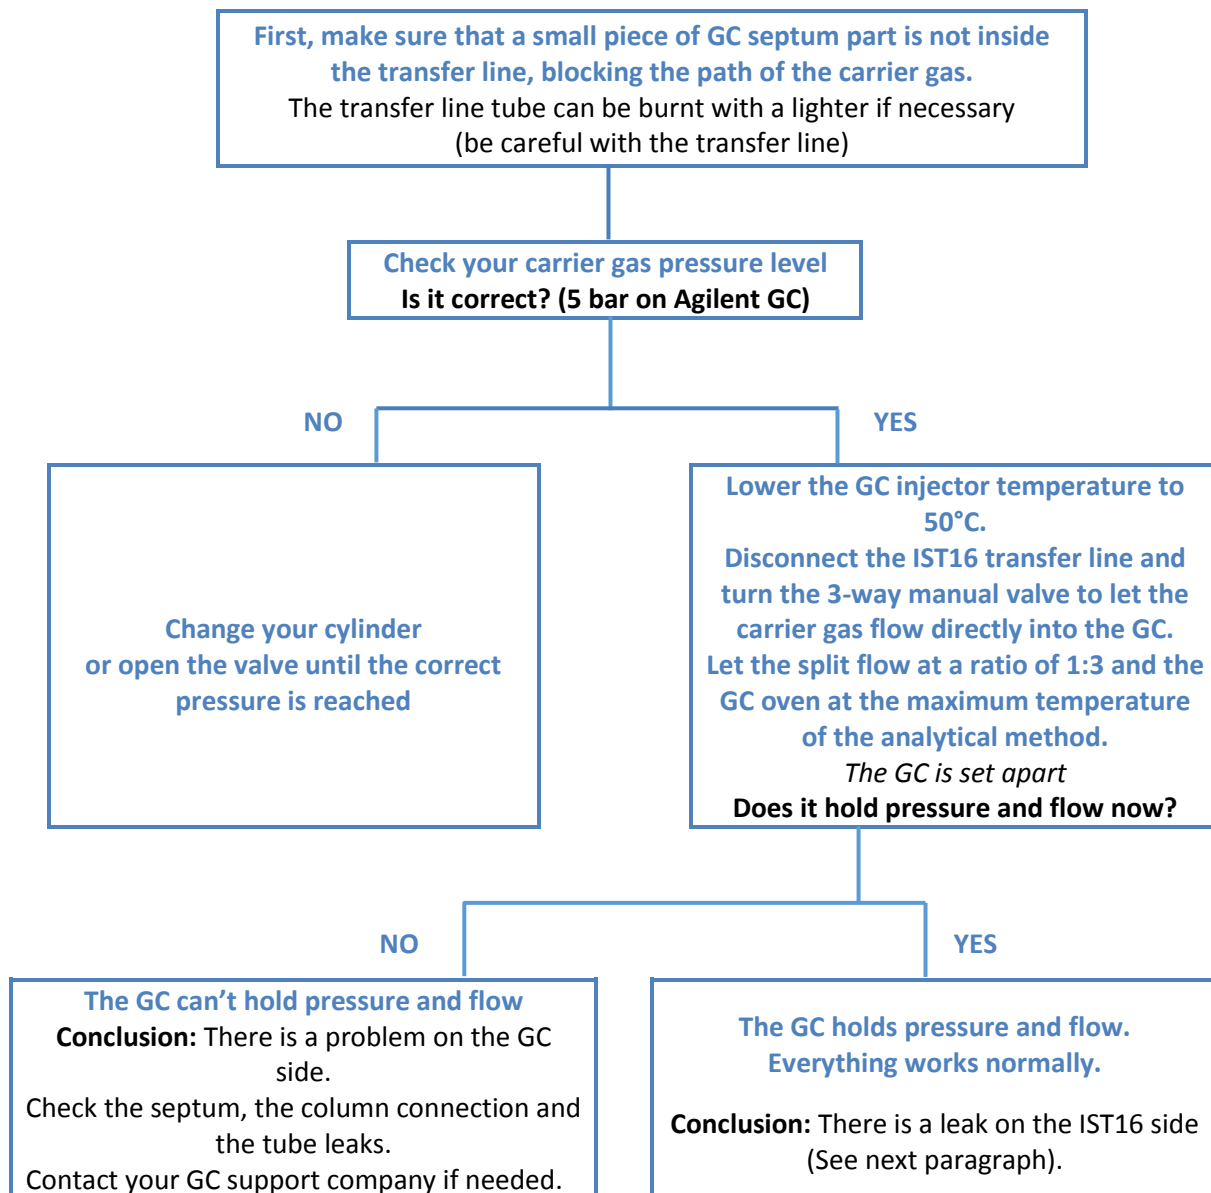 First, make sure that a small piece of GC septum part is not inside
the transfer line, blocking the path of the carrier gas.
The transfer line tube can be burnt with a lighter if necessary
(be careful with the transfer line)
Check your carrier gas pressure level
Is it correct? (5 bar on Agilent GC)
NO
YES
Change your cylinder
or open the valve until the correct
pressure is reached
Lower the GC injector temperature to
50°C.
Disconnect the IST16 transfer line and
turn the 3-way manual valve to let the
carrier gas flow directly into the GC.
Let the split flow at a ratio of 1:3 and the
GC oven at the maximum temperature
of the analytical method.
The GC is set apart
Does it hold pressure and flow now?
NO
YES
The GC can’t hold pressure and flow
Conclusion: There is a problem on the GC
side.
Check the septum, the column connection and
the tube leaks.
Contact your GC support company if needed.
The GC holds pressure and flow.
Everything works normally.
Conclusion: There is a leak on the IST16 side
(See next paragraph).